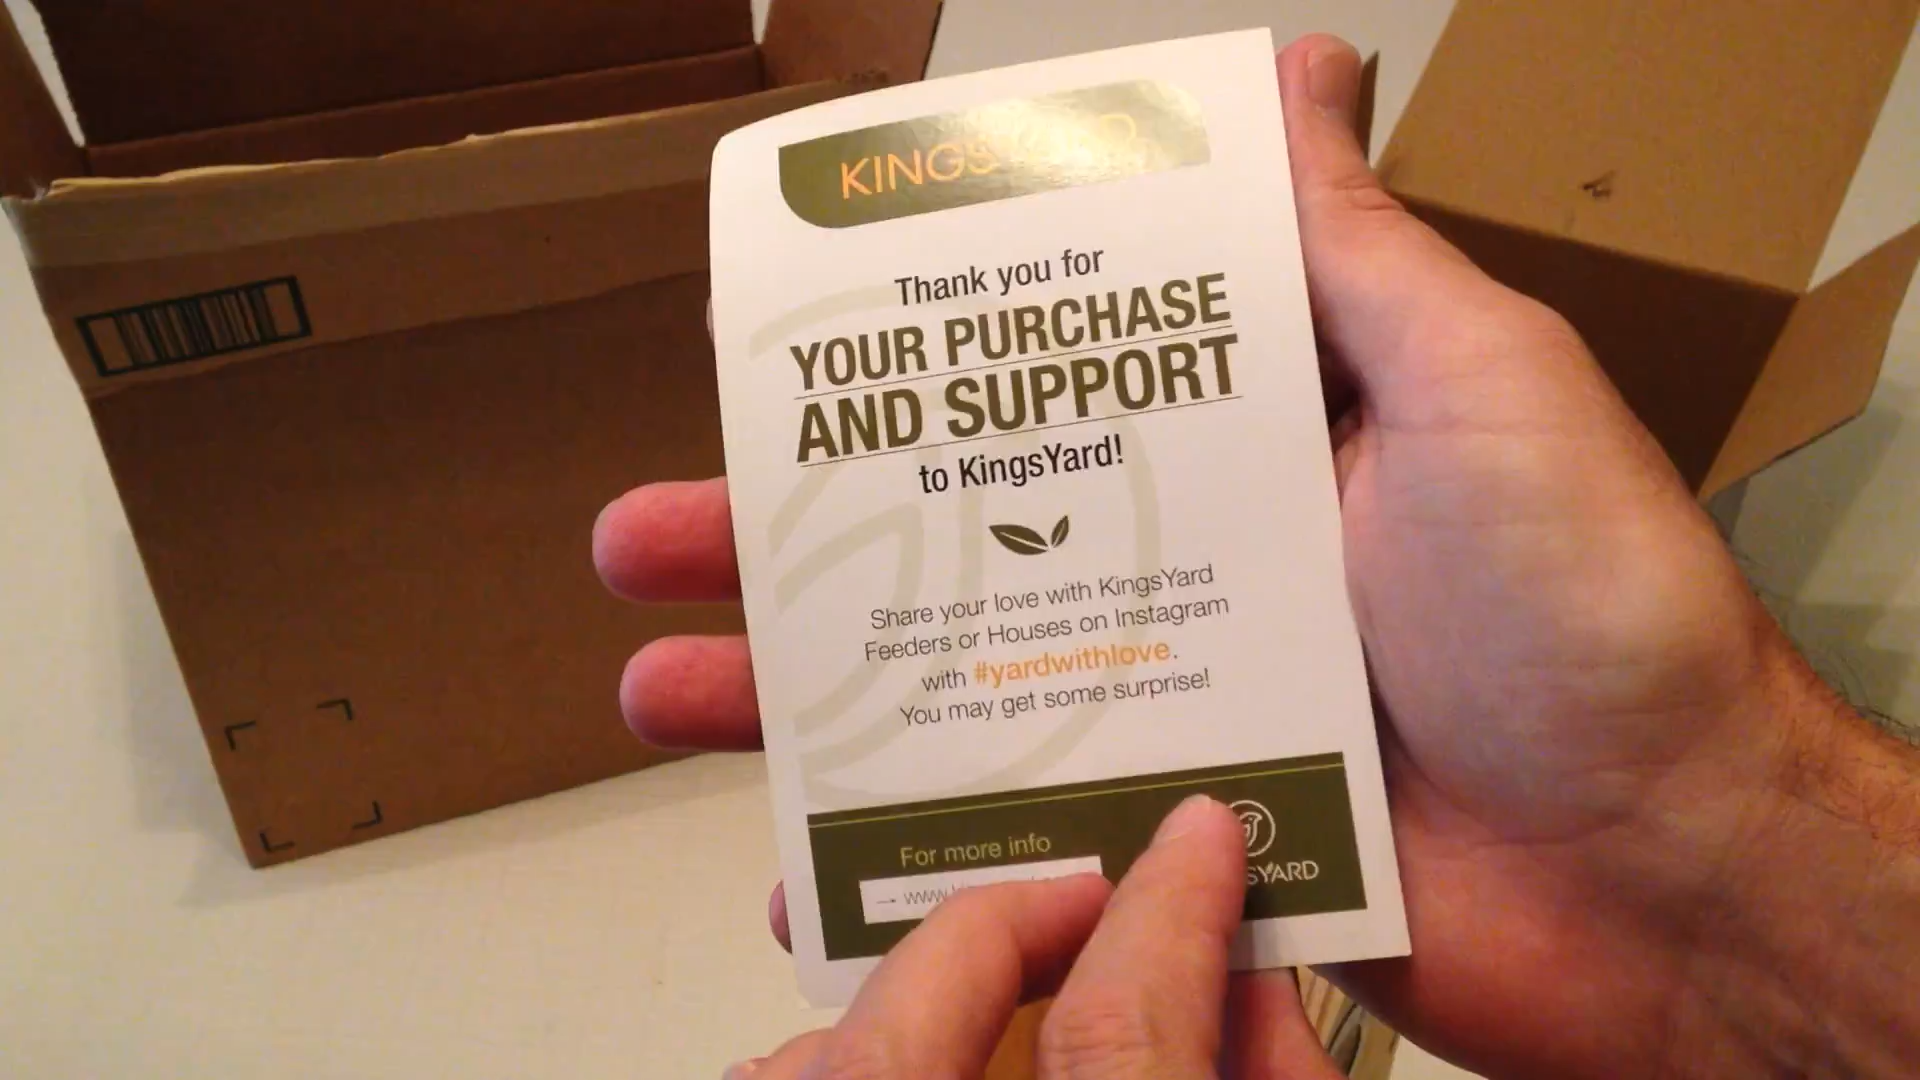 Thank you for
YOUR PURCHASE
AND SUPPORT
to KingsYard!
Share your love with KingsYard
Feeders or Houses on Instagram
with #yardwithlove.
You may get some surprise!
For more info